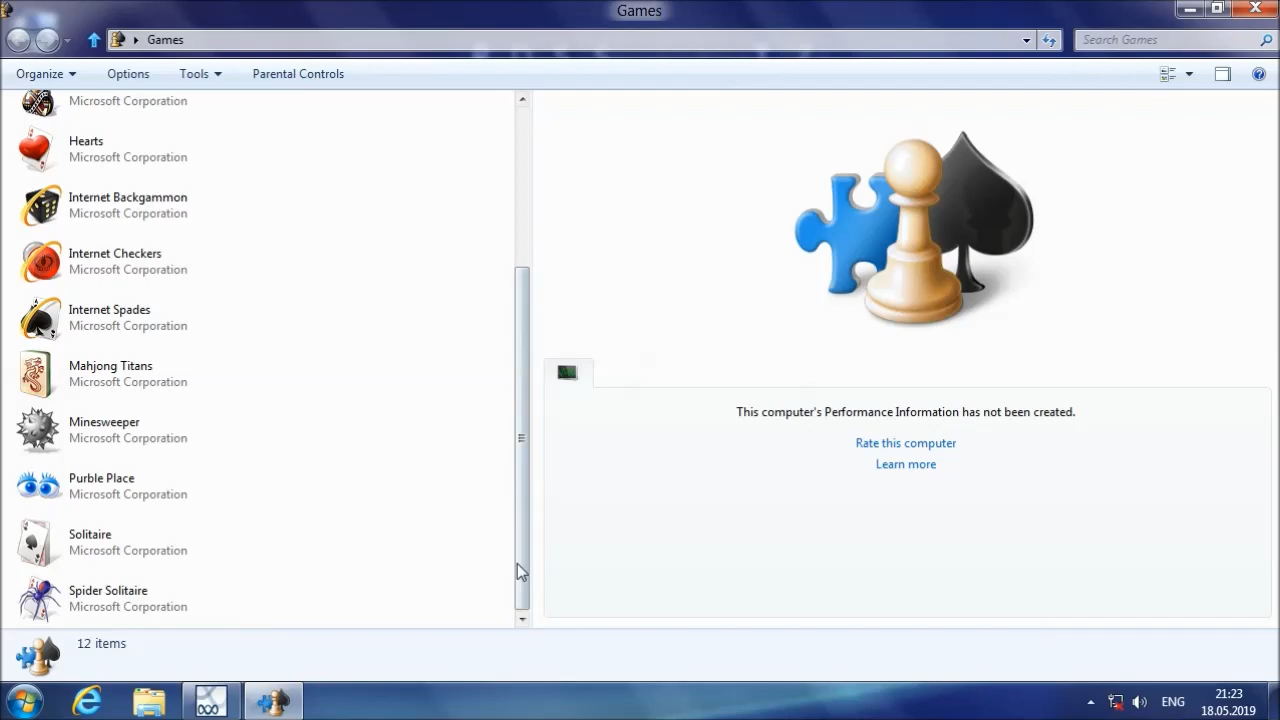 Games
Games
Search Games
Organize
Options
Tools
Parental Controls
Microsoft Corporation
Hearts
Microsoft Corporation
Internet Backgammon
Microsoft Corporation
Internet Checkers
Microsoft Corporation
Internet Spades
Microsoft Corporation
Mahjong Titans
Microsoft Corporation
Minesweeper
Microsoft Corporation
Purble Place
Microsoft Corporation
Solitaire
Microsoft Corporation
Spider Solitaire
Microsoft Corporation
This computer's Performance Information has not been created.
Rate this computer
Learn more
12 items
ENG
21:23
18.05.2019